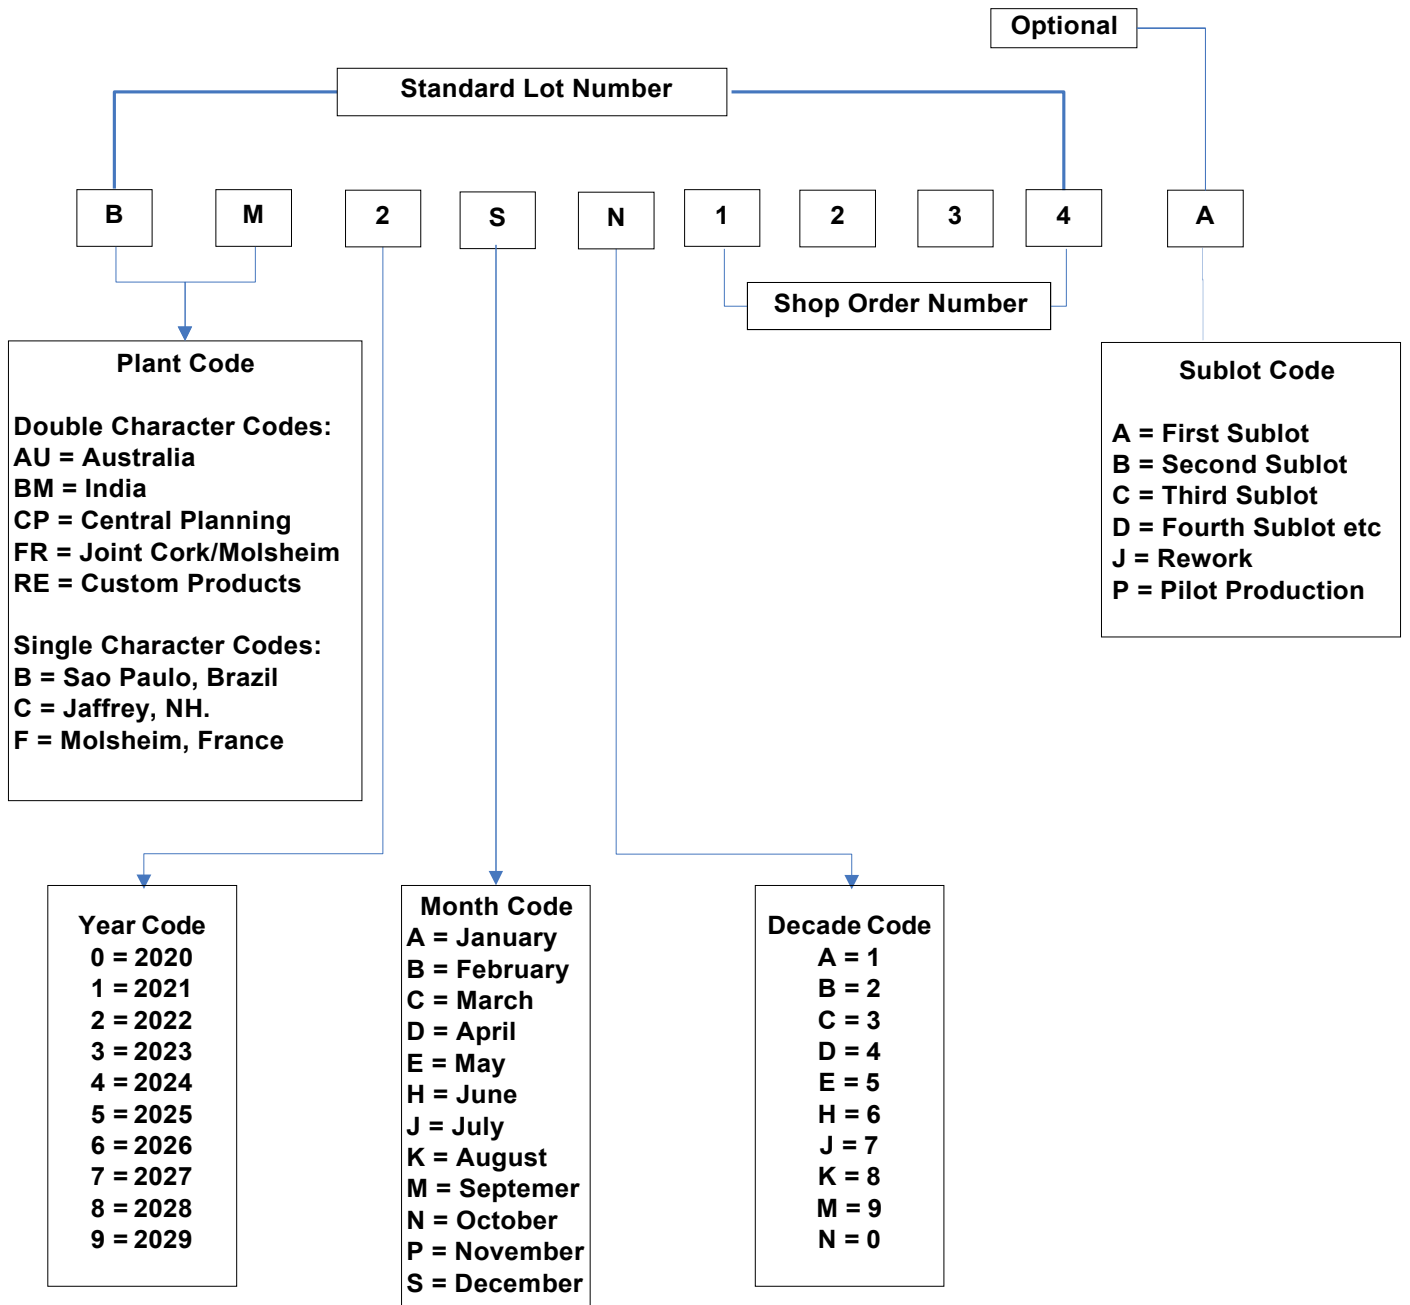 Optional
Standard Lot Number
B M 2 S N 1 2 3 4 A
Shop Order Number
Plant Code
Double Character Codes:
AU = Australia
BM = India
CP = Central Planning
FR = Joint Cork/Molsheim
RE = Custom Products
Single Character Codes:
B = Sao Paulo, Brazil
C = Jaffrey, NH.
F = Molsheim, France
Sublot Code
A = First Sublot
B = Second Sublot
C = Third Sublot
D = Fourth Sublot etc
J = Rework
P = Pilot Production
Year Code
0 = 2020
1 = 2021
2 = 2022
3 = 2023
4 = 2024
5 = 2025
6 = 2026
7 = 2027
8 = 2028
9 = 2029
Month Code
A = January
B = February
C = March
D = April
E = May
H = June
J = July
K = August
M = Septemer
N = October
P = November
S = December
Decade Code
A = 1
B = 2
C = 3
D = 4
E = 5
H = 6
J = 7
K = 8
M = 9
N = 0